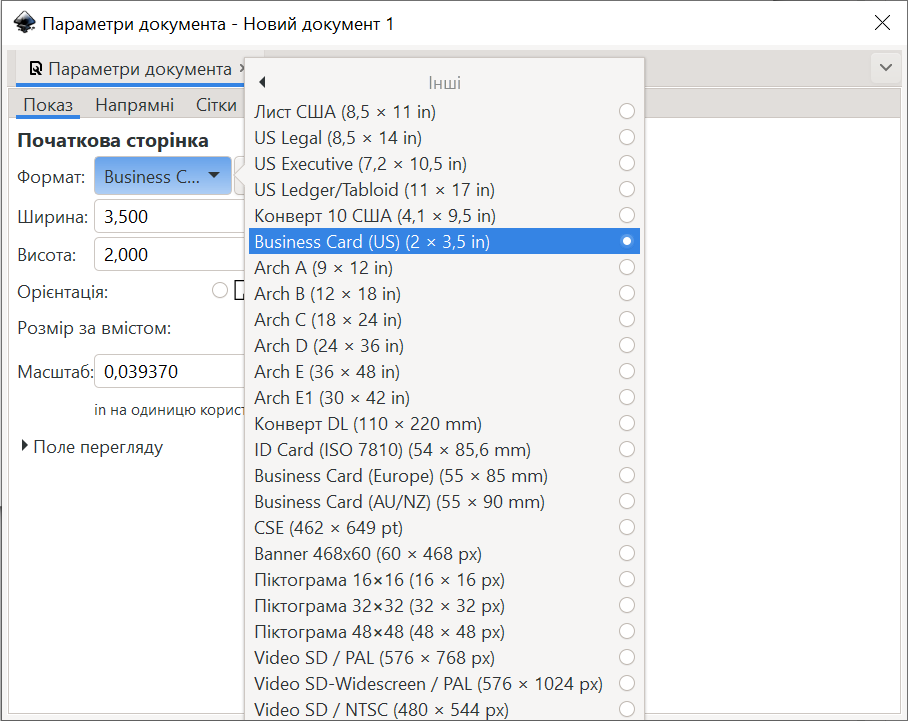 Параметри документа - Новий документ 1
Параметри документа
Показ Напрямні Сітки
Початкова сторінка
Формат: Business C...
Ширина: 3,500
Висота: 2,000
Орієнтація:
Розмір за вмістом:
Масштаб: 0,039370
in на одиницю корист
Поле перегляду
Інші
Лист США (8,5 × 11 in)
US Legal (8,5 × 14 in)
US Executive (7,2 × 10,5 in)
US Ledger/Tabloid (11 × 17 in)
Конверт 10 США (4,1 × 9,5 in)
Business Card (US) (2 × 3,5 in)
Arch A (9 × 12 in)
Arch B (12 × 18 in)
Arch C (18 × 24 in)
Arch D (24 × 36 in)
Arch E (36 × 48 in)
Arch E1 (30 × 42 in)
Конверт DL (110 × 220 mm)
ID Card (ISO 7810) (54 × 85,6 mm)
Business Card (Europe) (55 × 85 mm)
Business Card (AU/NZ) (55 × 90 mm)
CSE (462 × 649 pt)
Banner 468x60 (60 × 468 px)
Піктограма 16×16 (16 × 16 px)
Піктограма 32×32 (32 × 32 px)
Піктограма 48×48 (48 × 48 px)
Video SD / PAL (576 × 768 px)
Video SD-Widescreen / PAL (576 × 1024 px)
Video SD / NTSC (480 × 544 px)